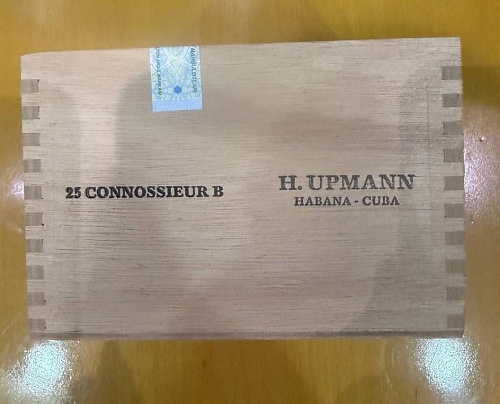 25 CONNOSSIEUR B
H. UPMANN
HABANA - CUBA